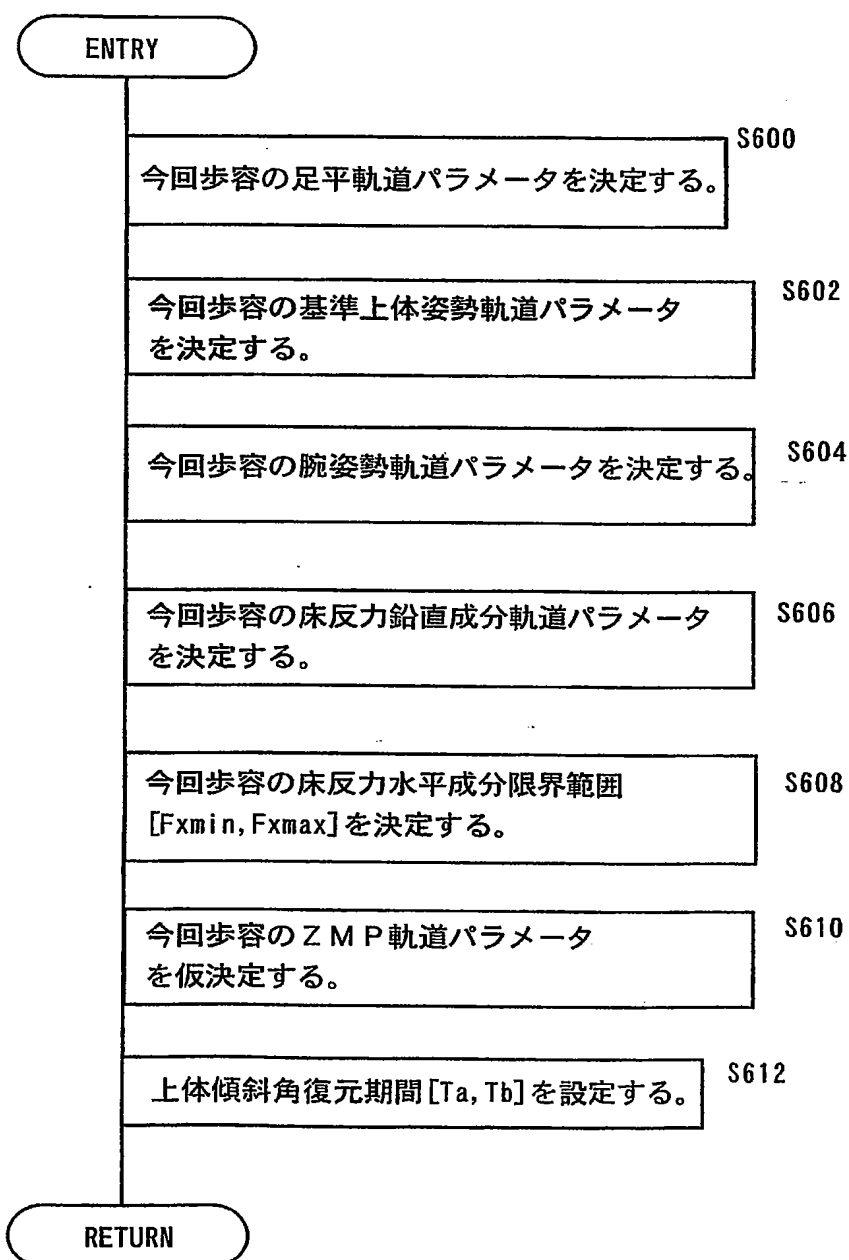 ENTRY
S600
今回歩容の足平軌道パラメータを決定する。
S602
今回歩容の基準上体姿勢軌道パラメータ
を決定する。
S604
今回歩容の腕姿勢軌道パラメータを決定する。
S606
今回歩容の床反力鉛直成分軌道パラメータ
を決定する。
S608
今回歩容の床反力水平成分限界範囲
[Fxmin,Fxmax]を決定する。
S610
今回歩容のＺＭＰ軌道パラメータ
を仮決定する。
S612
上体傾斜角復元期間[Ta,Tb]を設定する。
RETURN